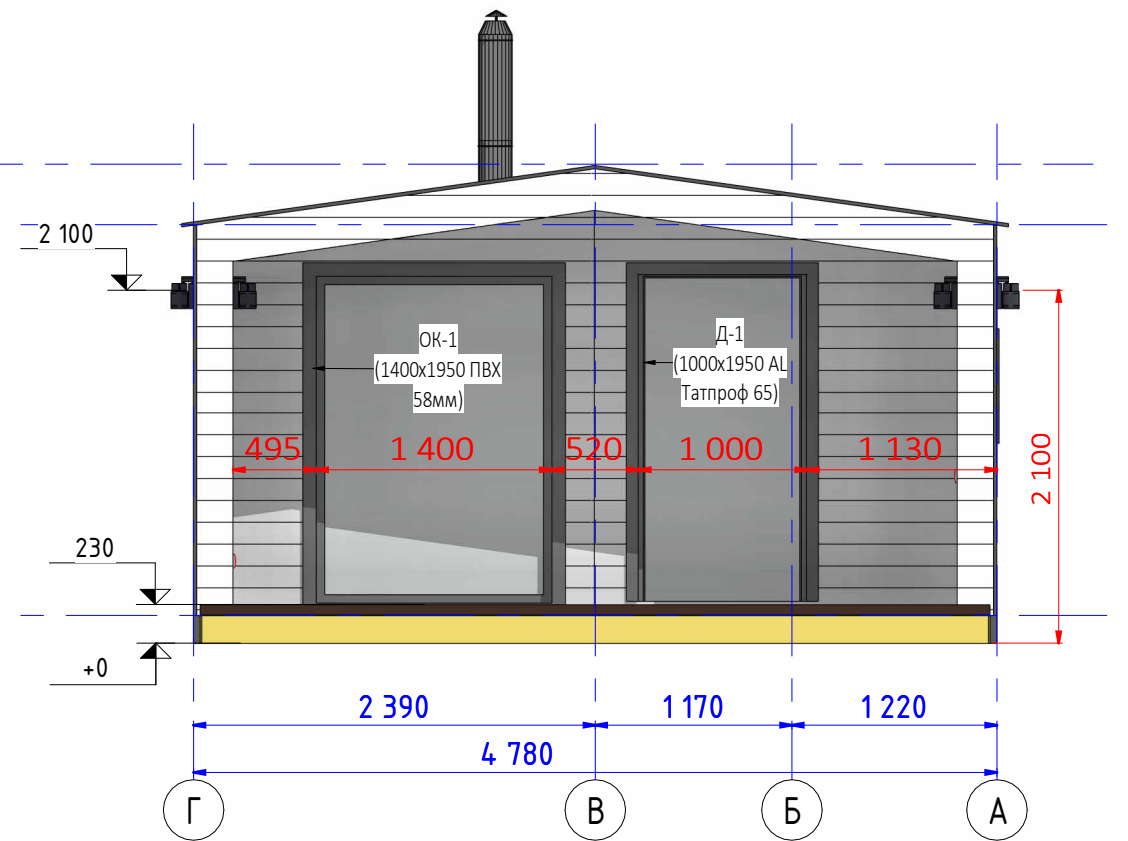 2 100
ОК-1
(1400х1950 ПВХ
58мм)
Д-1
(1000х1950 AL
Татпроф 65)
495
1 400
520
1 000
1 130
2 100
230
+0
2 390
1 170
1 220
4 780
Г
В
Б
А